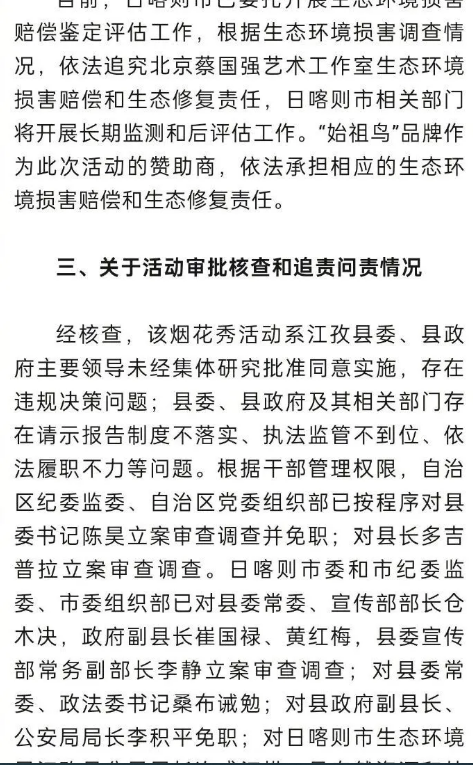 目前，日喀则市已委托开展生态环境损害
赔偿鉴定评估工作，根据生态环境损害调查情
况，依法追究北京蔡国强艺术工作室生态环境
损害赔偿和生态修复责任，日喀则市相关部门
将开展长期监测和后评估工作。“始祖鸟”品牌作
为此次活动的赞助商，依法承担相应的生态环
境损害赔偿和生态修复责任。
三、关于活动审批核查和追责问责情况
经核查，该烟花秀活动系江孜县委、县政
府主要领导未经集体研究批准同意实施，存在
违规决策问题；县委、县政府及其相关部门存
在请示报告制度不落实、执法监管不到位、依
法履职不力等问题。根据干部管理权限，自治
区纪委监委、自治区党委组织部已按程序对县
委书记陈昊立案审查调查并免职；对县长多吉
普拉立案审查调查。日喀则市委和市纪委监
委、市委组织部已对县委常委、宣传部部长仓
木决，政府副县长崔国禄、黄红梅，县委宣传
部常务副部长李静立案审查调查；对县委常
委、政法委书记桑布诫勉；对县政府副县长、
公安局局长李积平免职；对日喀则市生态环境